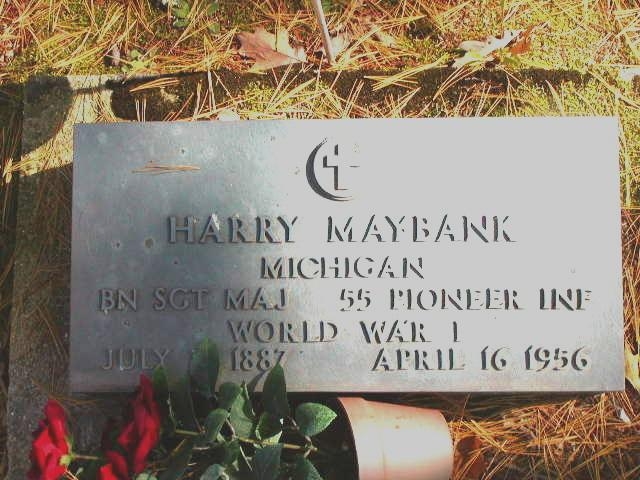 HARRY MAYBANK
MICHIGAN
BN SGT MAJ 55 PIONEER INF
WORLD WAR I
JULY 1887 APRIL 16 1956